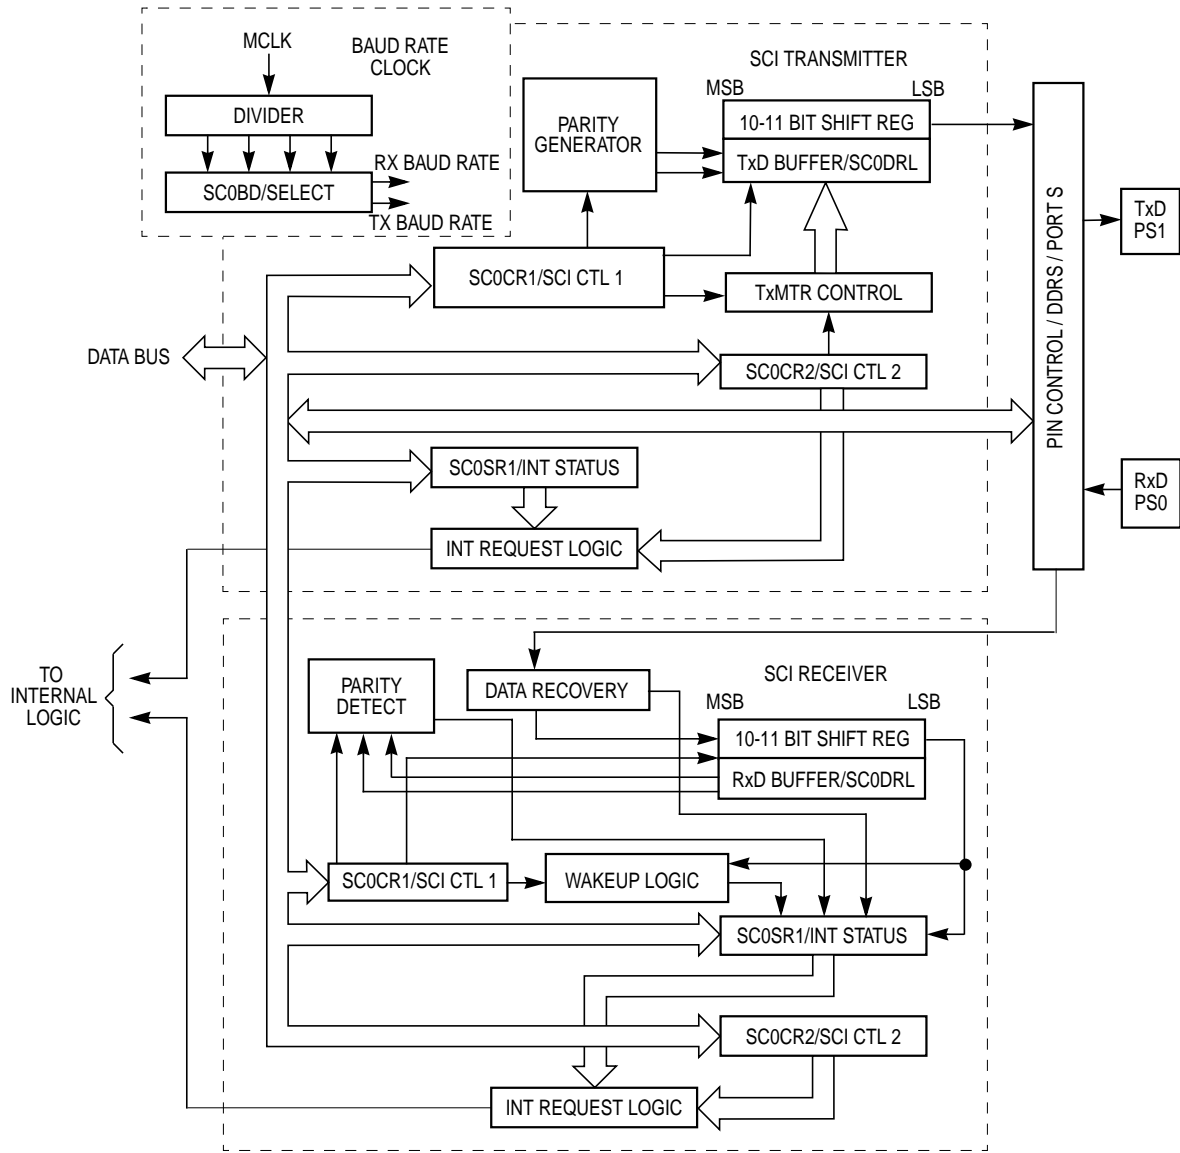 MCLK
BAUD RATE
CLOCK
DIVIDER
RX BAUD RATE
SC0BD/SELECT
TX BAUD RATE
SCI TRANSMITTER
MSB
LSB
PARITY
GENERATOR
10-11 BIT SHIFT REG
TxD BUFFER/SC0DRL
SC0CR1/SCI CTL 1
TxMTR CONTROL
DATA BUS
SC0CR2/SCI CTL 2
SC0SR1/INT STATUS
INT REQUEST LOGIC
PIN CONTROL / DDRS / PORT S
TxD
PS1
RxD
PS0
TO
INTERNAL
LOGIC
PARITY
DETECT
DATA RECOVERY
SCI RECEIVER
MSB
LSB
10-11 BIT SHIFT REG
RxD BUFFER/SC0DRL
SC0CR1/SCI CTL 1
WAKEUP LOGIC
SC0SR1/INT STATUS
SC0CR2/SCI CTL 2
INT REQUEST LOGIC